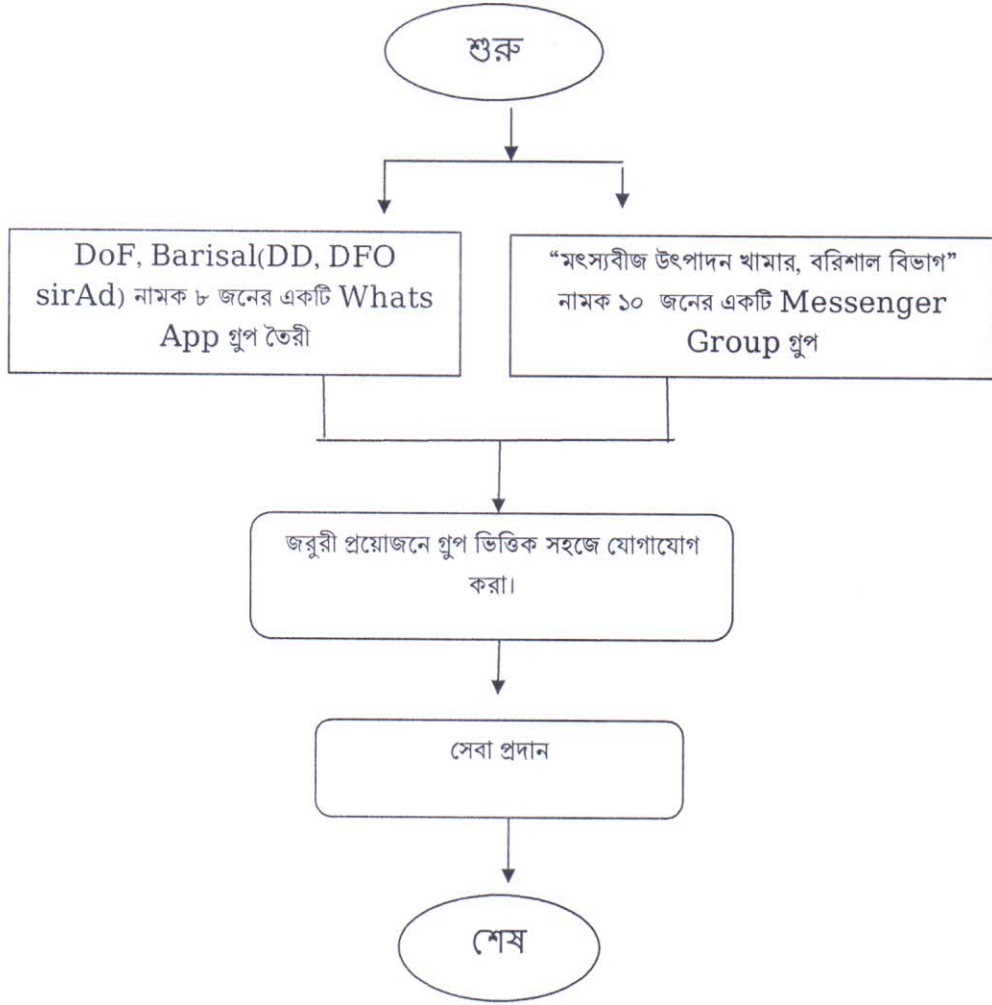 শুরু
DoF, Barisal(DD, DFO
sirAd) নামক ৮ জনের একটি Whats
App গ্রুপ তৈরী
“মৎস্যবীজ উৎপাদন খামার, বরিশাল বিভাগ”
নামক ১০ জনের একটি Messenger
Group গ্রুপ
জরুরী প্রয়োজনে গ্রুপ ভিত্তিক সহজে যোগাযোগ
করা।
সেবা প্রদান
শেষ